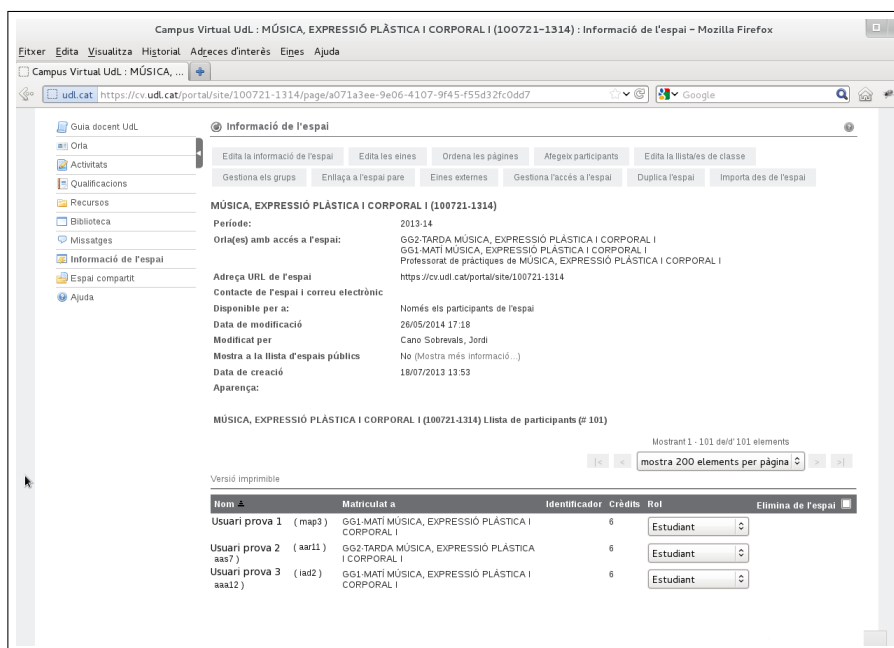 Campus Virtual UdL : MÚSICA, EXPRESSIÓ PLÀSTICA I CORPORAL I (100721-1314) : Informació de l'espai - Mozilla Firefox
Fitxer Edita Visualitza Historial Adreces d'interès Eines Ajuda
Campus Virtual UdL : MÚSICA, ...
udl.cat https://cv.udl.cat/portal/site/100721-1314/page/a071a3ee-9e06-4107-9f45-f55d32fc0dd7 Google
Guia docent UdL
Orla
Activitats
Qualificacions
Recursos
Biblioteca
Missatges
Informació de l'espai
Espai compartit
Ajuda
Informació de l'espai
Edita la informació de l'espai Edita les eines Ordena les pàgines Afegeix participants Edita la llista/es de classe
Gestiona els grups Enllaça a l'espai pare Eines externes Gestiona l'accés a l'espai Duplica l'espai Importa des de l'espai
MÚSICA, EXPRESSIÓ PLÀSTICA I CORPORAL I (100721-1314)
Període: 2013-14
Orla(es) amb accés a l'espai: GG2-TARDA MÚSICA, EXPRESSIÓ PLÀSTICA I CORPORAL I
GG1-MATÍ MÚSICA, EXPRESSIÓ PLÀSTICA I CORPORAL I
Professorat de pràctiques de MÚSICA, EXPRESSIÓ PLÀSTICA I CORPORAL I
Adreça URL de l'espai https://cv.udl.cat/portal/site/100721-1314
Contacte de l'espai i correu electrònic
Disponible per a: Només els participants de l'espai
Data de modificació 26/05/2014 17:18
Modificat per Cano Sobrevals, Jordi
Mostra a la llista d'espais públics No (Mostra més informació...)
Data de creació 18/07/2013 13:53
Aparença:
MÚSICA, EXPRESSIÓ PLÀSTICA I CORPORAL I (100721-1314) Llista de participants (# 101)
Mostrant 1 - 101 de/d' 101 elements
|< < mostra 200 elements per pàgina > >|
Versió imprimible
Nom Matriculat a Identificador Crèdits Rol Elimina de l'espai
Usuari prova 1 ( map3 ) GG1-MATÍ MÚSICA, EXPRESSIÓ PLÀSTICA I 6 Estudiant
CORPORAL I
Usuari prova 2 ( aar11 ) GG2-TARDA MÚSICA, EXPRESSIÓ PLÀSTICA 6 Estudiant
aas7 ) I CORPORAL I
Usuari prova 3 ( iad2 ) GG1-MATÍ MÚSICA, EXPRESSIÓ PLÀSTICA I 6 Estudiant
aaa12 ) CORPORAL I